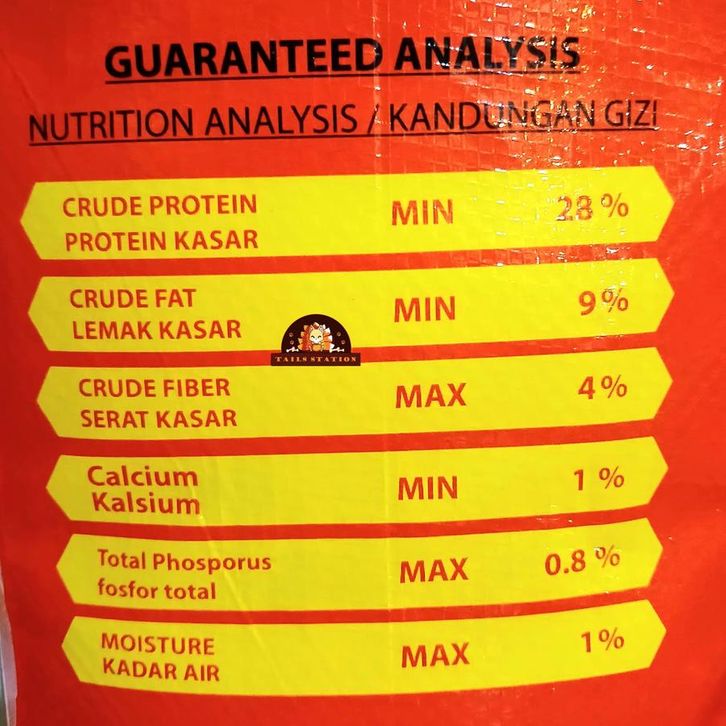 GUARANTEED ANALYSIS
NUTRITION ANALYSIS / KANDUNGAN GIZI
CRUDE PROTEIN MIN 28 %
PROTEIN KASAR
CRUDE FAT MIN 9%
LEMAK KASAR
TAILS STATION
CRUDE FIBER MAX 4%
SERAT KASAR
Calcium MIN 1 %
Kalsium
Total Phosporus MAX 0.8 %
fosfor total
MOISTURE MAX 1%
KADAR AIR